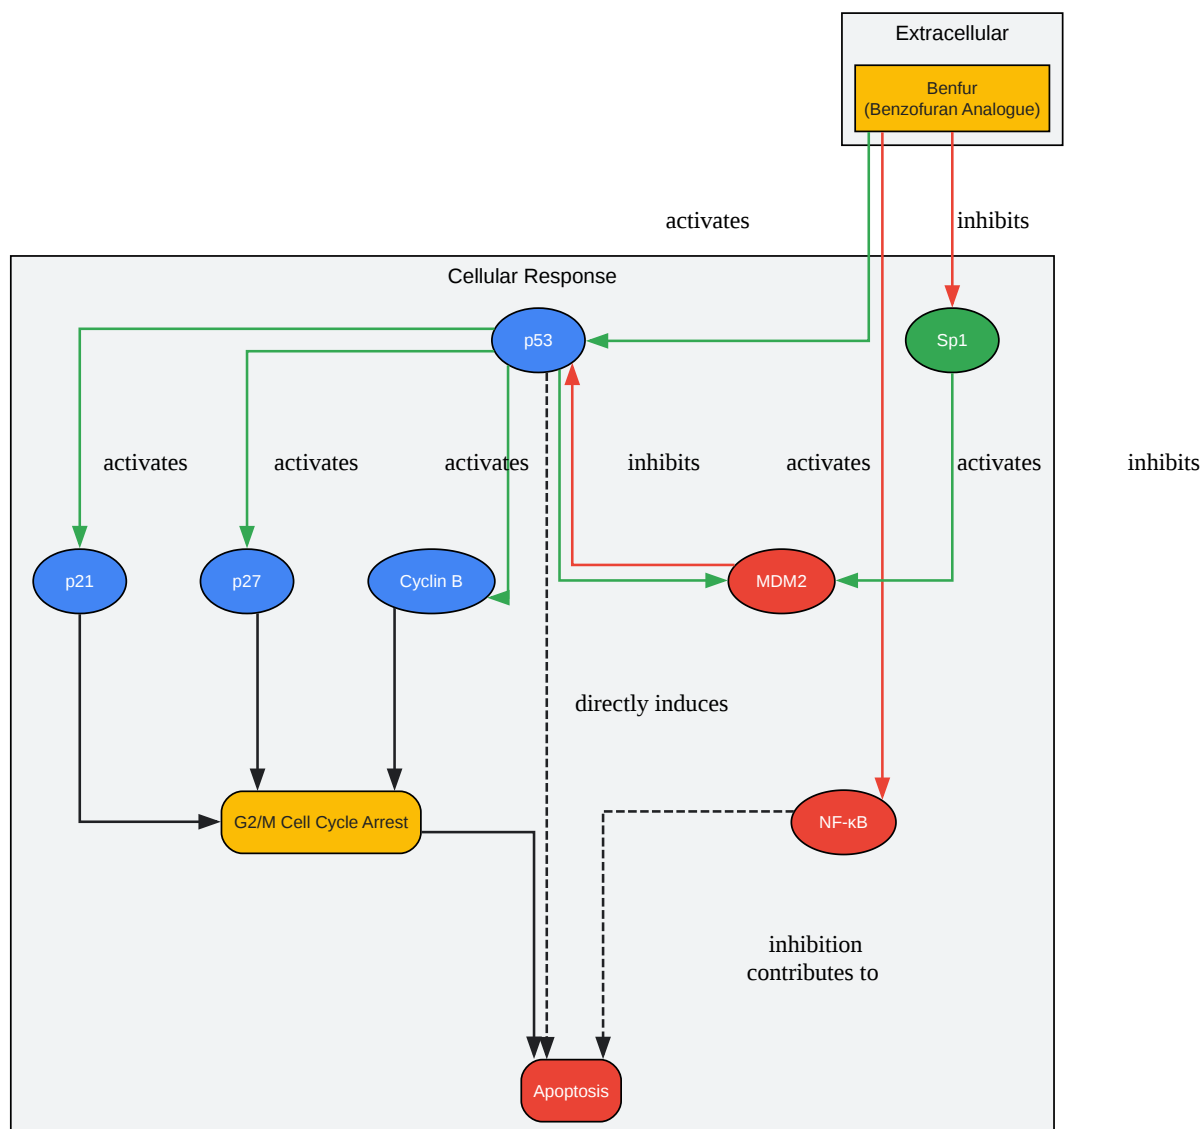 Extracellular
Benfur
(Benzofuran Analogue)
activates
inhibits
Cellular Response
p53
Sp1
activates
activates
activates
inhibits
activates
activates
inhibits
p21
p27
Cyclin B
MDM2
directly induces
G2/M Cell Cycle Arrest
NF-κB
inhibition
contributes to
Apoptosis